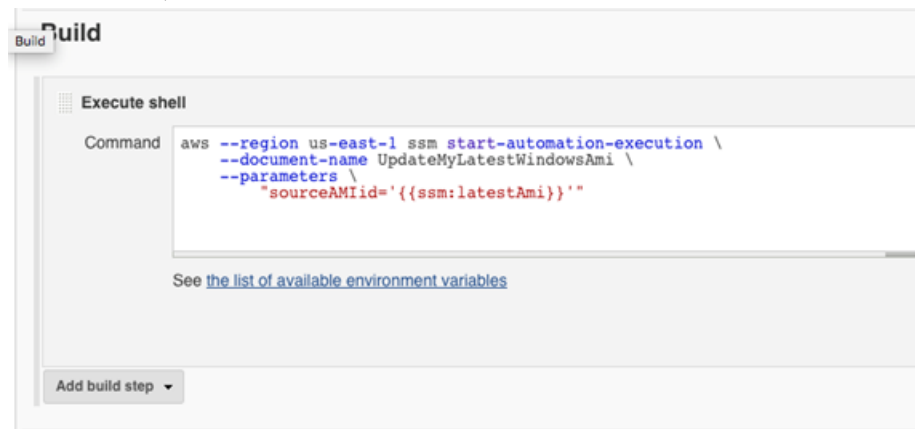 Build
Build
Execute shell
Command
aws --region us-east-1 ssm start-automation-execution \
--document-name UpdateMyLatestWindowsAmi \
--parameters \
"sourceAMIid='{{ssm:latestAmi}}'"
See the list of available environment variables
Add build step